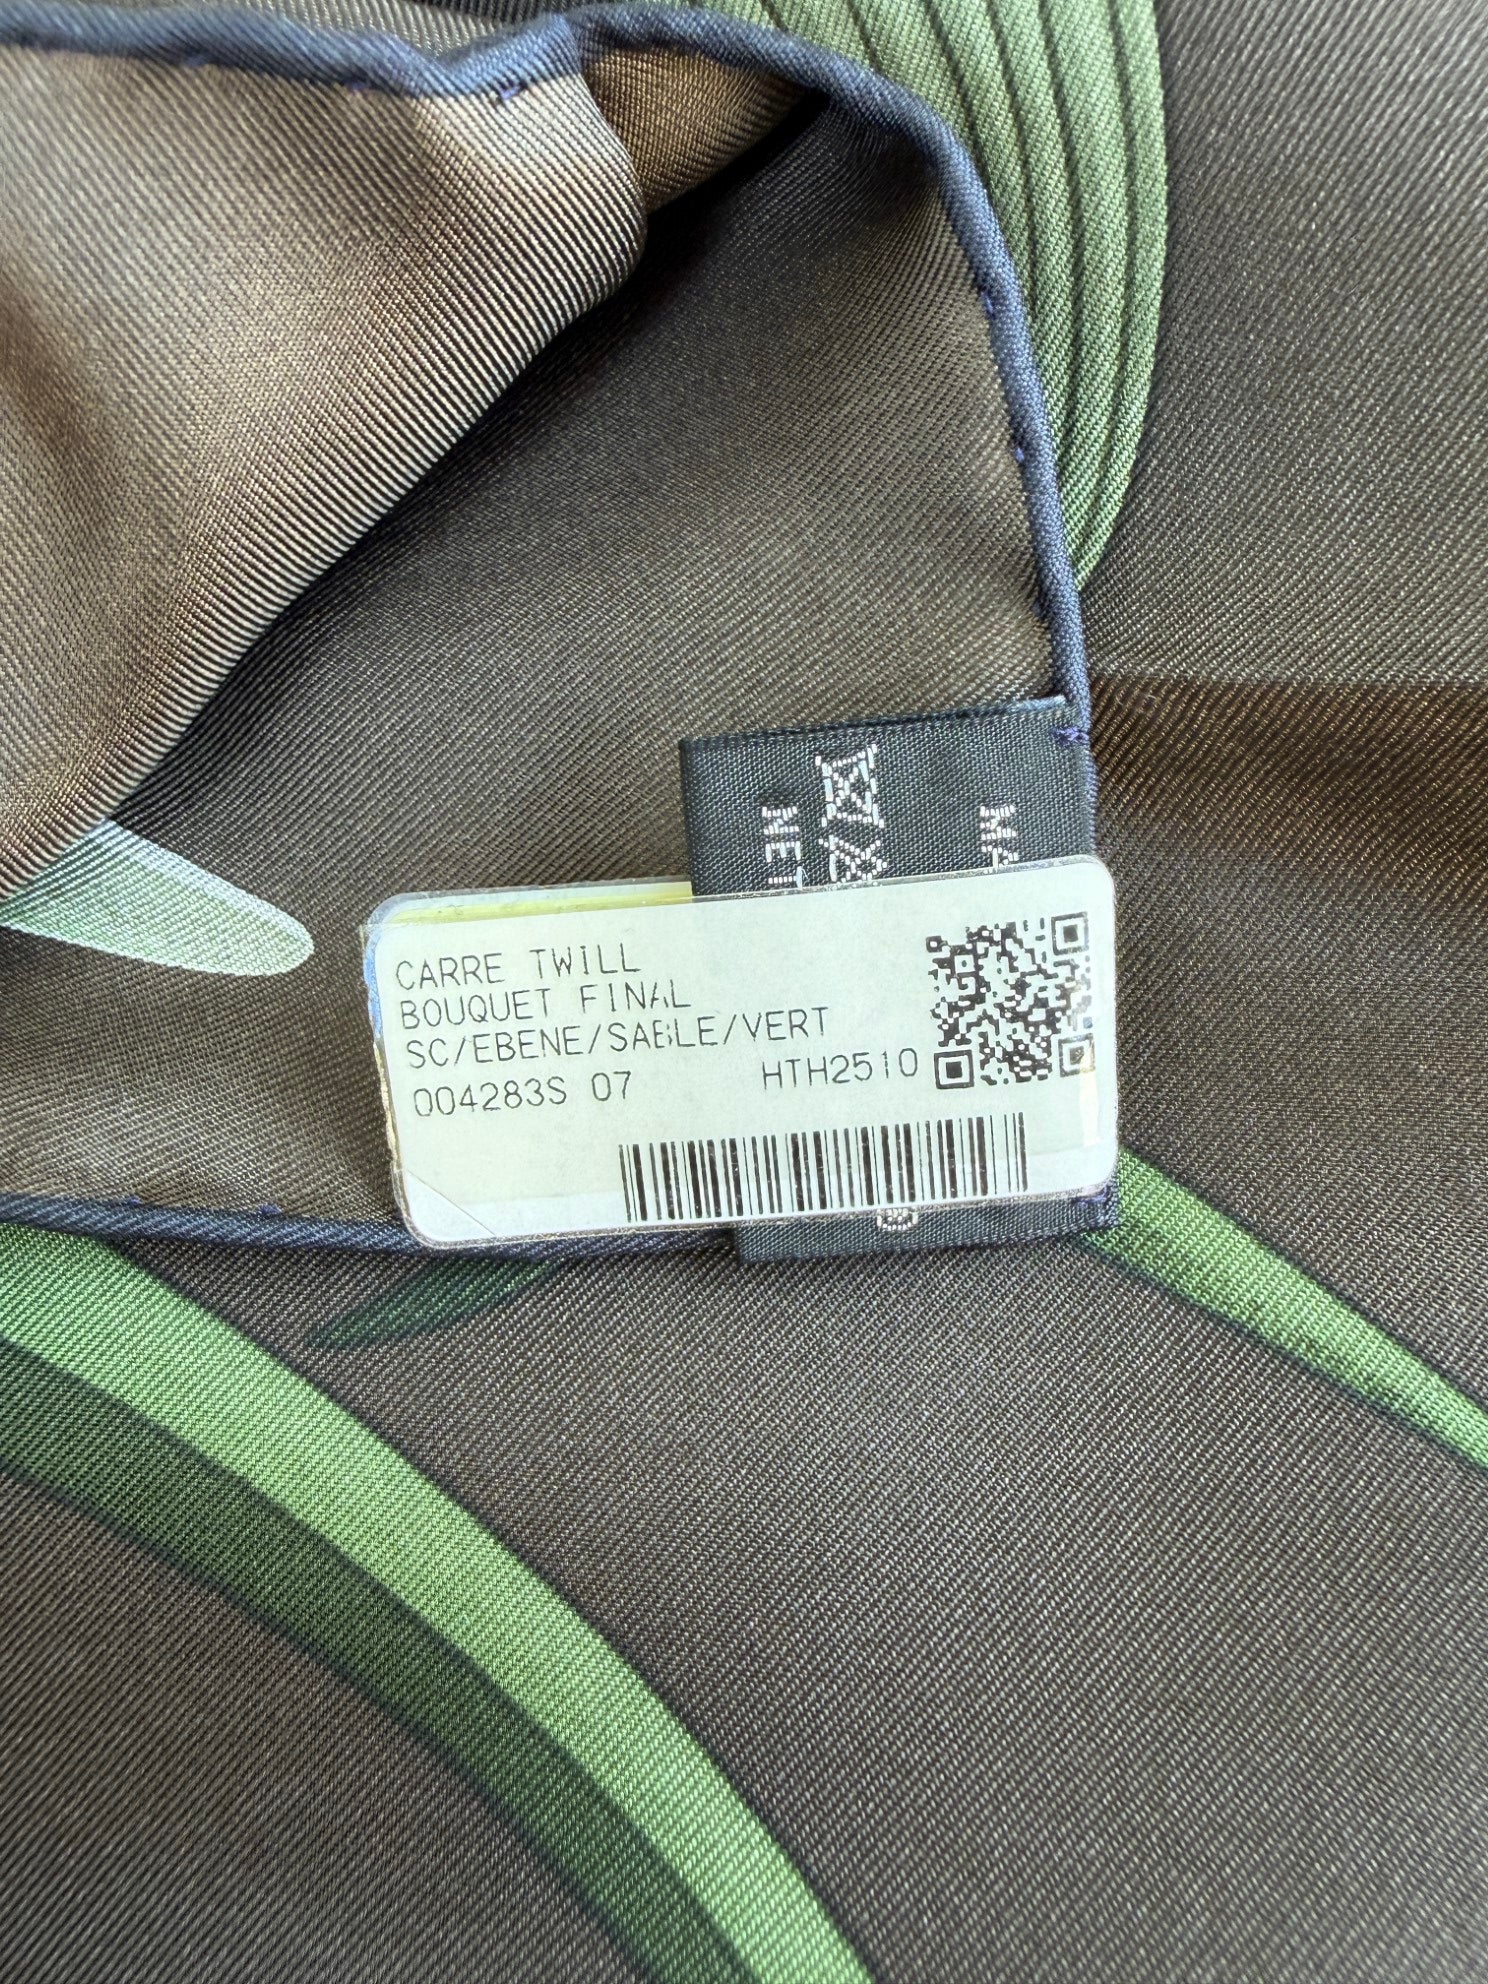 CARRE TWILL
BOUQUET FINAL
SC/EBENE/SABLE/VERT
004283S 07 HTH2510